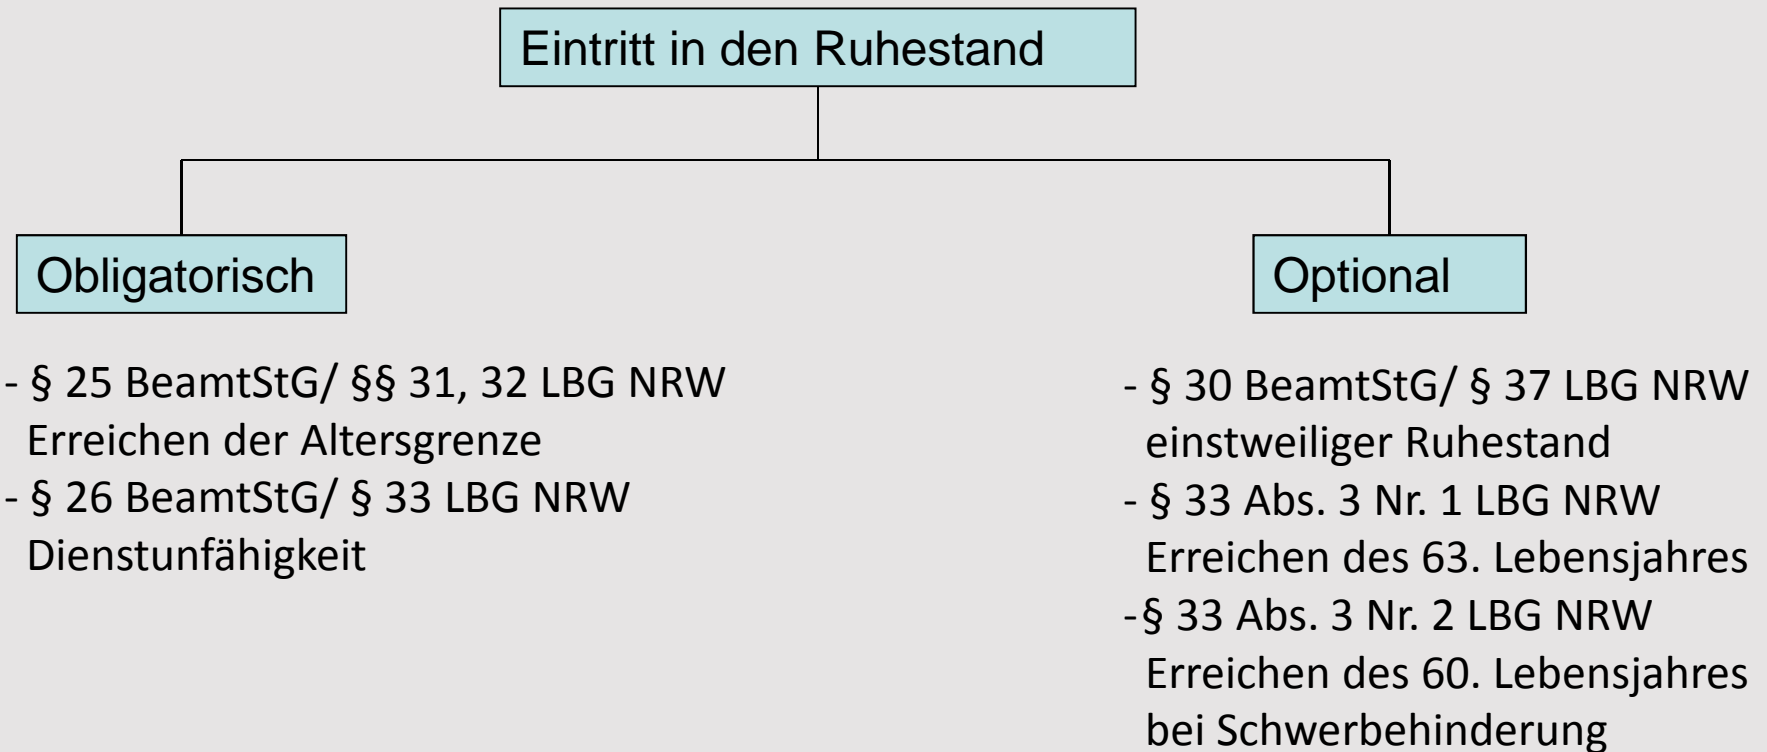 Eintritt in den Ruhestand
Obligatorisch
- § 25 BeamtStG/ §§ 31, 32 LBG NRW
Erreichen der Altersgrenze
- § 26 BeamtStG/ § 33 LBG NRW
Dienstunfähigkeit
Optional
- § 30 BeamtStG/ § 37 LBG NRW
einstweiliger Ruhestand
- § 33 Abs. 3 Nr. 1 LBG NRW
Erreichen des 63. Lebensjahres
-§ 33 Abs. 3 Nr. 2 LBG NRW
Erreichen des 60. Lebensjahres
bei Schwerbehinderung